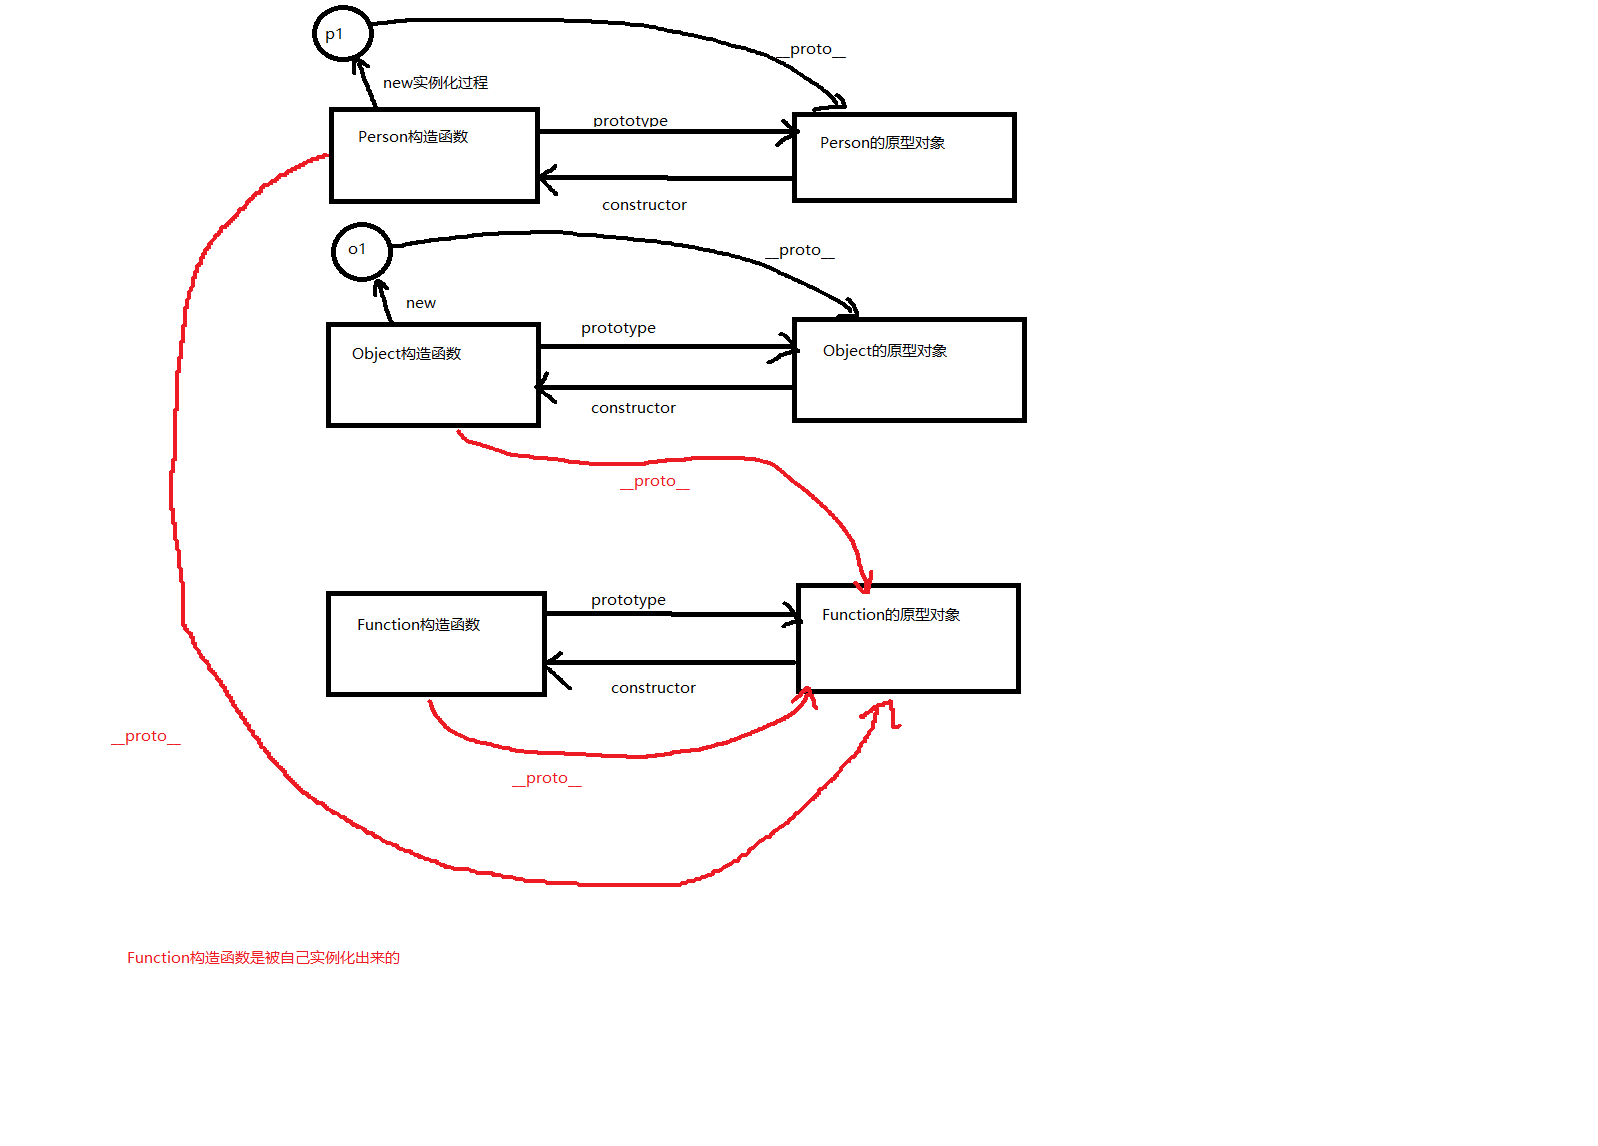 p1
__proto__
new实例化过程
prototype
Person构造函数
Person的原型对象
constructor
o1
__proto__
new
prototype
Object构造函数
Object的原型对象
constructor
__proto__
prototype
Function构造函数
Function的原型对象
constructor
__proto__
__proto__
Function构造函数是被自己实例化出来的